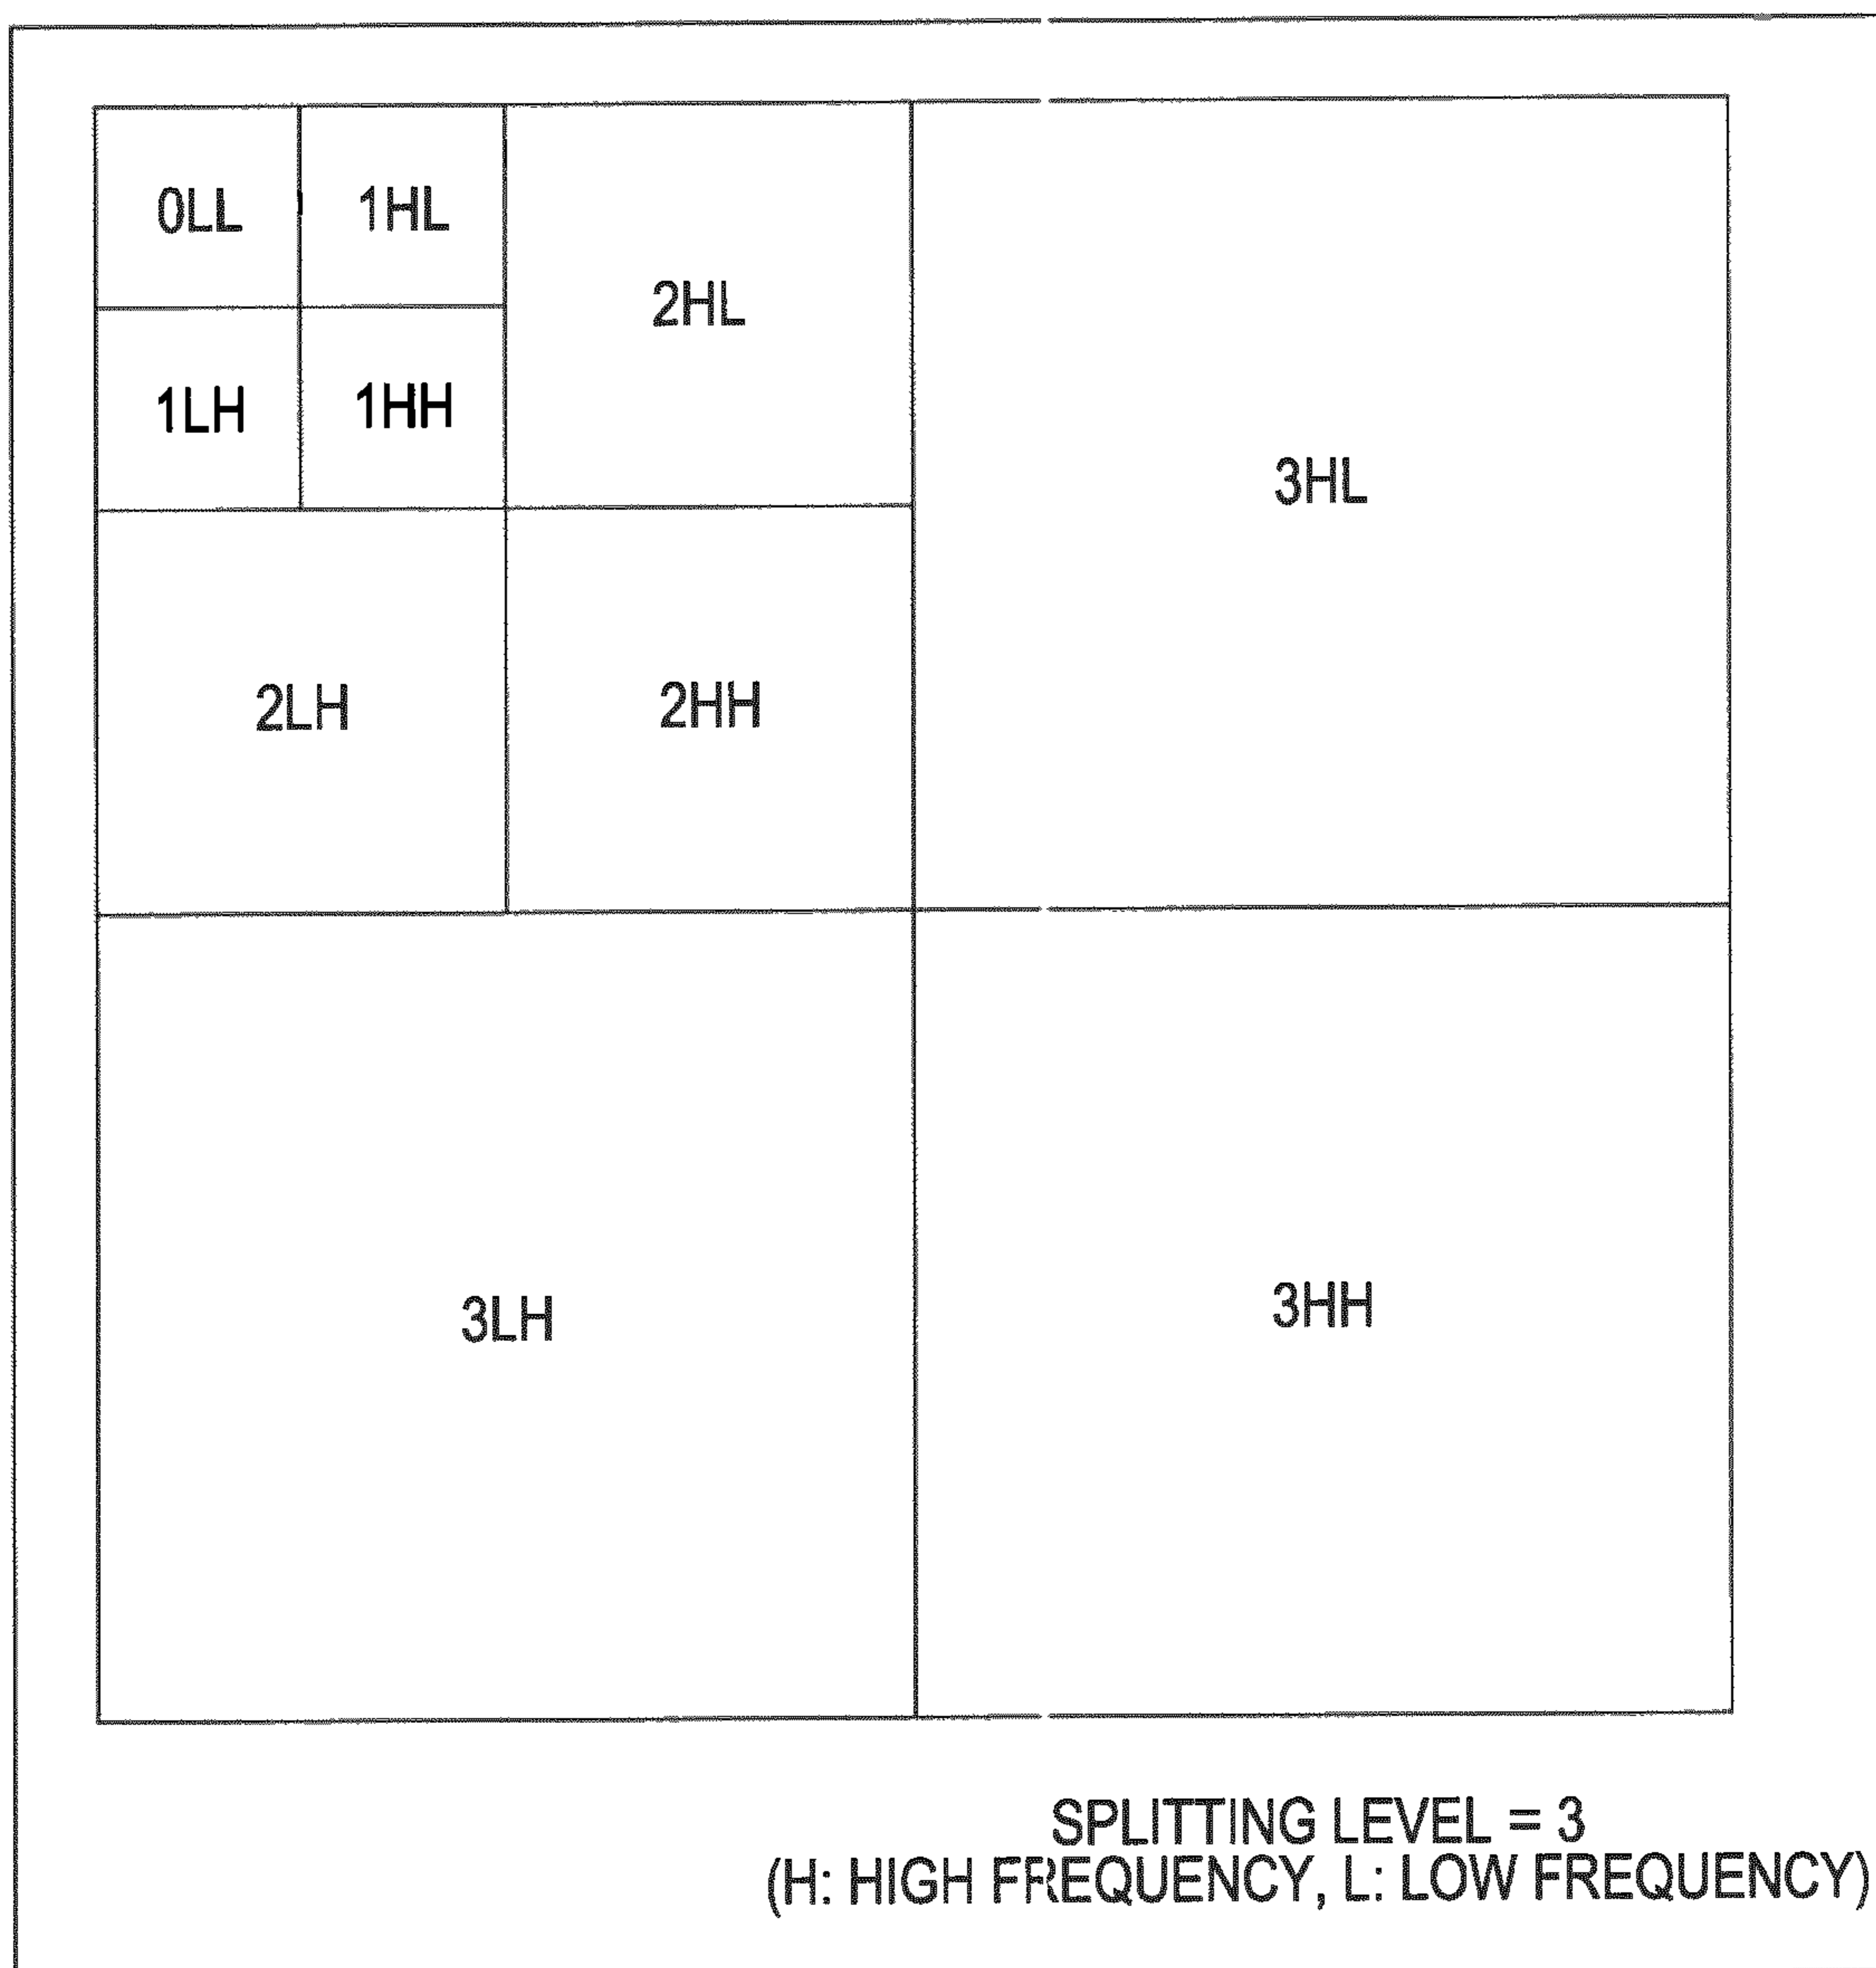 0LL 1HL
2HL
1LH 1HH
3HL
2LH 2HH
3LH 3HH
SPLITTING LEVEL = 3
(H: HIGH FREQUENCY, L: LOW FREQUENCY)